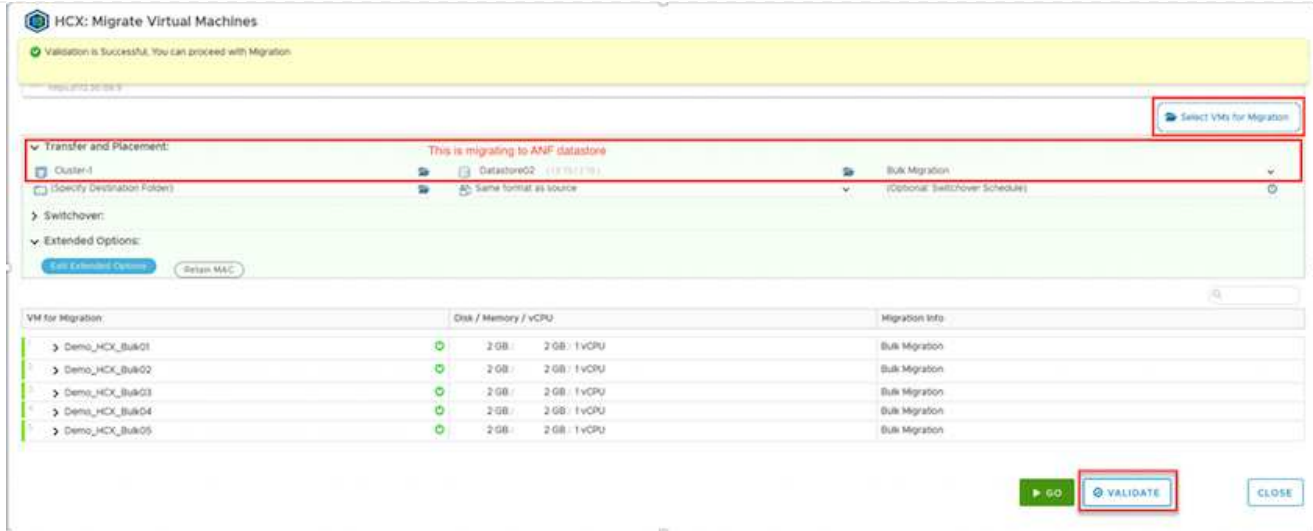 HCX: Migrate Virtual Machines
Validation is Successful, You can proceed with Migration
Select VMs for Migration
Transfer and Placement:
This is migrating to ANF datastore
Cluster-1 Datastore02 Bulk Migration
(Specify Destination Folder) Same format as source (Optional: Switchover Schedule)
Switchover:
Extended Options:
Edit Extended Options Retain MAC
VM for Migration Disk / Memory / vCPU Migration Info
1 Demo_HCX_Bulk01 2 GB / 2 GB / 1 vCPU Bulk Migration
2 Demo_HCX_Bulk02 2 GB / 2 GB / 1 vCPU Bulk Migration
3 Demo_HCX_Bulk03 2 GB / 2 GB / 1 vCPU Bulk Migration
4 Demo_HCX_Bulk04 2 GB / 2 GB / 1 vCPU Bulk Migration
5 Demo_HCX_Bulk05 2 GB / 2 GB / 1 vCPU Bulk Migration
GO VALIDATE CLOSE